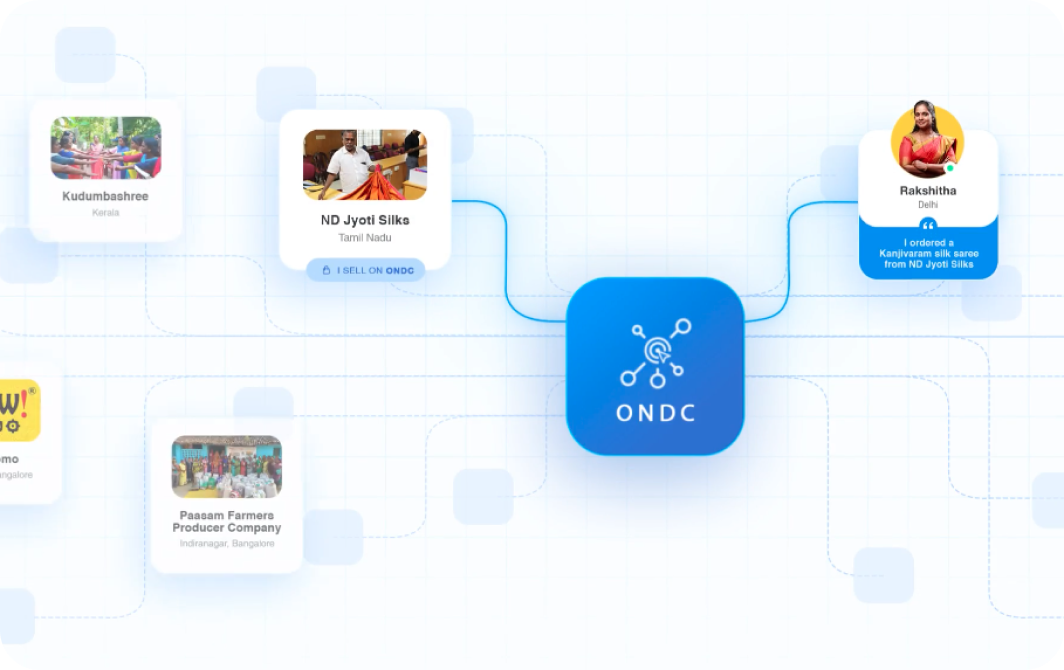 Kudumbashree
Kerala
ND Jyoti Silks
Tamil Nadu
I SELL ON ONDC
Rakshitha
Delhi
I ordered a
Kanjivaram silk saree
from ND Jyoti Silks
ONDC
W!®
omo
angalore
Paasam Farmers
Producer Company
Indiranagar, Bangalore